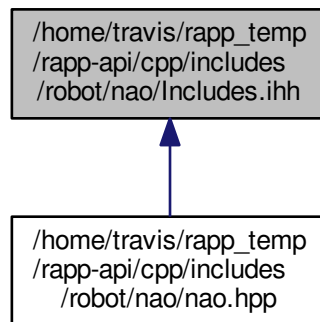 /home/travis/rapp_temp
/rapp-api/cpp/includes
/robot/nao/Includes.ihh
/home/travis/rapp_temp
/rapp-api/cpp/includes
/robot/nao/nao.hpp